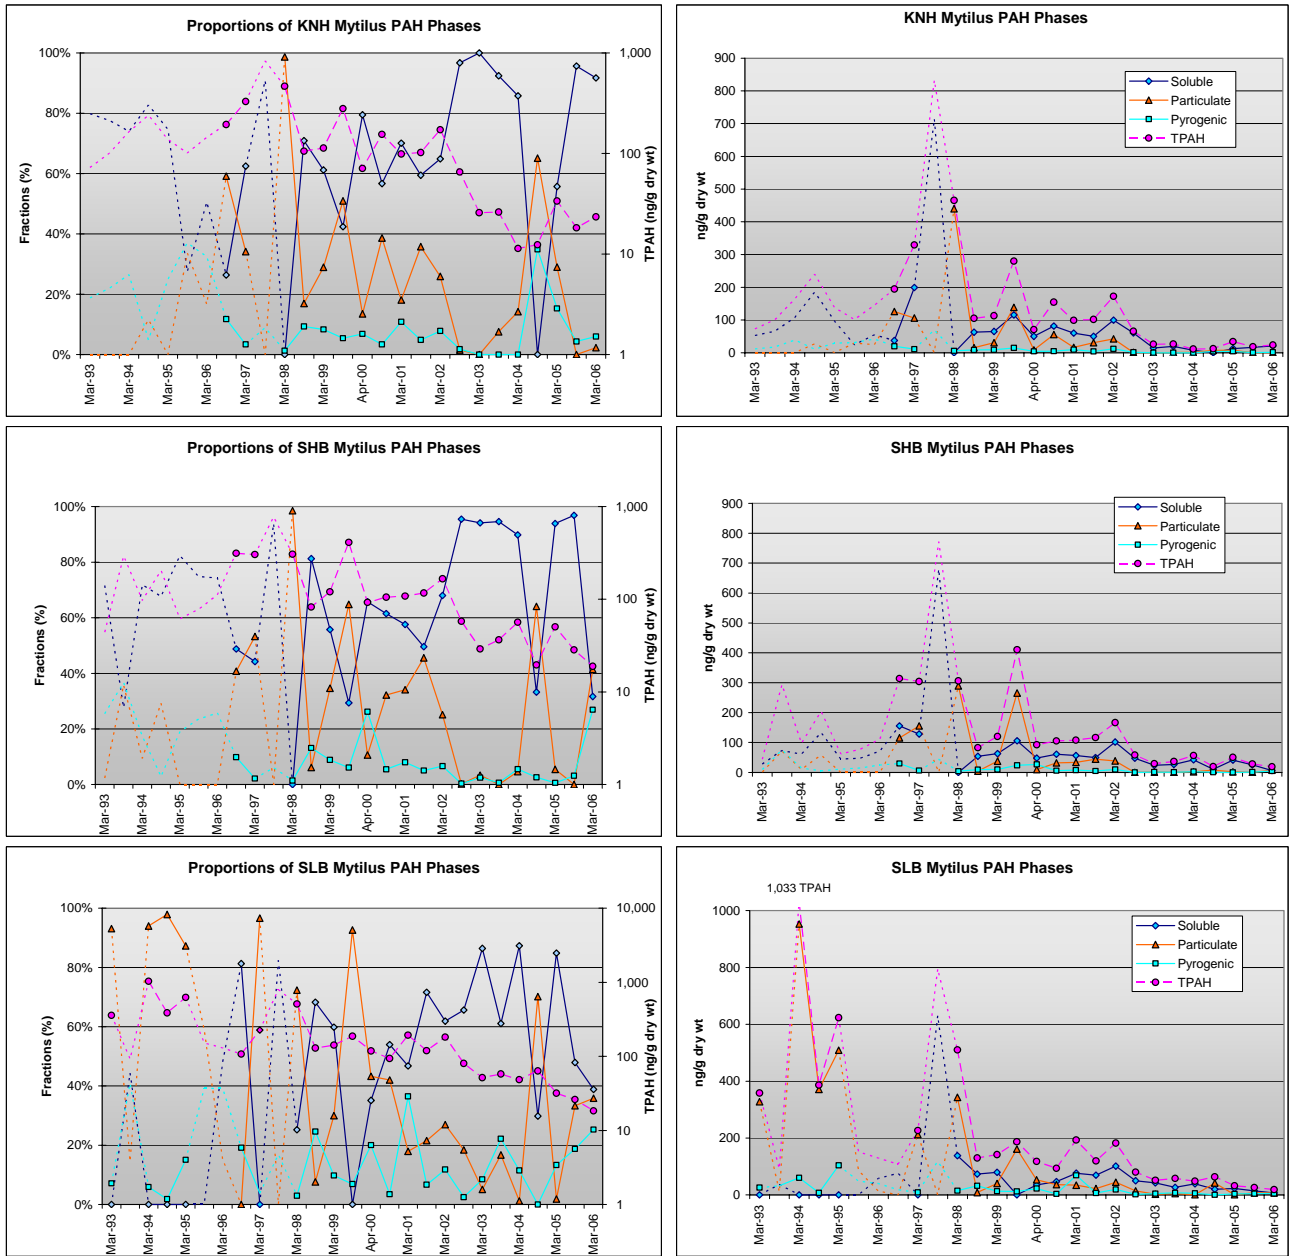 Proportions of KNH Mytilus PAH Phases
Fractions (%)
100%
80%
60%
40%
20%
0%
1,000
100
10
1
TPAH (ng/g dry wt)
Mar-93
Mar-94
Mar-95
Mar-96
Mar-97
Mar-98
Mar-99
Apr-00
Mar-01
Mar-02
Mar-03
Mar-04
Mar-05
Mar-06
KNH Mytilus PAH Phases
ng/g dry wt
900
800
700
600
500
400
300
200
100
0
Soluble
Particulate
Pyrogenic
TPAH
Mar-93
Mar-94
Mar-95
Mar-96
Mar-97
Mar-98
Mar-99
Apr-00
Mar-01
Mar-02
Mar-03
Mar-04
Mar-05
Mar-06
Proportions of SHB Mytilus PAH Phases
Fractions (%)
100%
80%
60%
40%
20%
0%
1,000
100
10
1
TPAH (ng/g dry wt)
Mar-93
Mar-94
Mar-95
Mar-96
Mar-97
Mar-98
Mar-99
Apr-00
Mar-01
Mar-02
Mar-03
Mar-04
Mar-05
Mar-06
SHB Mytilus PAH Phases
ng/g dry wt
900
800
700
600
500
400
300
200
100
0
Soluble
Particulate
Pyrogenic
TPAH
Mar-93
Mar-94
Mar-95
Mar-96
Mar-97
Mar-98
Mar-99
Apr-00
Mar-01
Mar-02
Mar-03
Mar-04
Mar-05
Mar-06
Proportions of SLB Mytilus PAH Phases
Fractions (%)
100%
80%
60%
40%
20%
0%
10,000
1,000
100
10
1
TPAH (ng/g dry wt)
Mar-93
Mar-94
Mar-95
Mar-96
Mar-97
Mar-98
Mar-99
Apr-00
Mar-01
Mar-02
Mar-03
Mar-04
Mar-05
Mar-06
SLB Mytilus PAH Phases
1,033 TPAH
ng/g dry wt
1000
800
600
400
200
0
Soluble
Particulate
Pyrogenic
TPAH
Mar-93
Mar-94
Mar-95
Mar-96
Mar-97
Mar-98
Mar-99
Apr-00
Mar-01
Mar-02
Mar-03
Mar-04
Mar-05
Mar-06